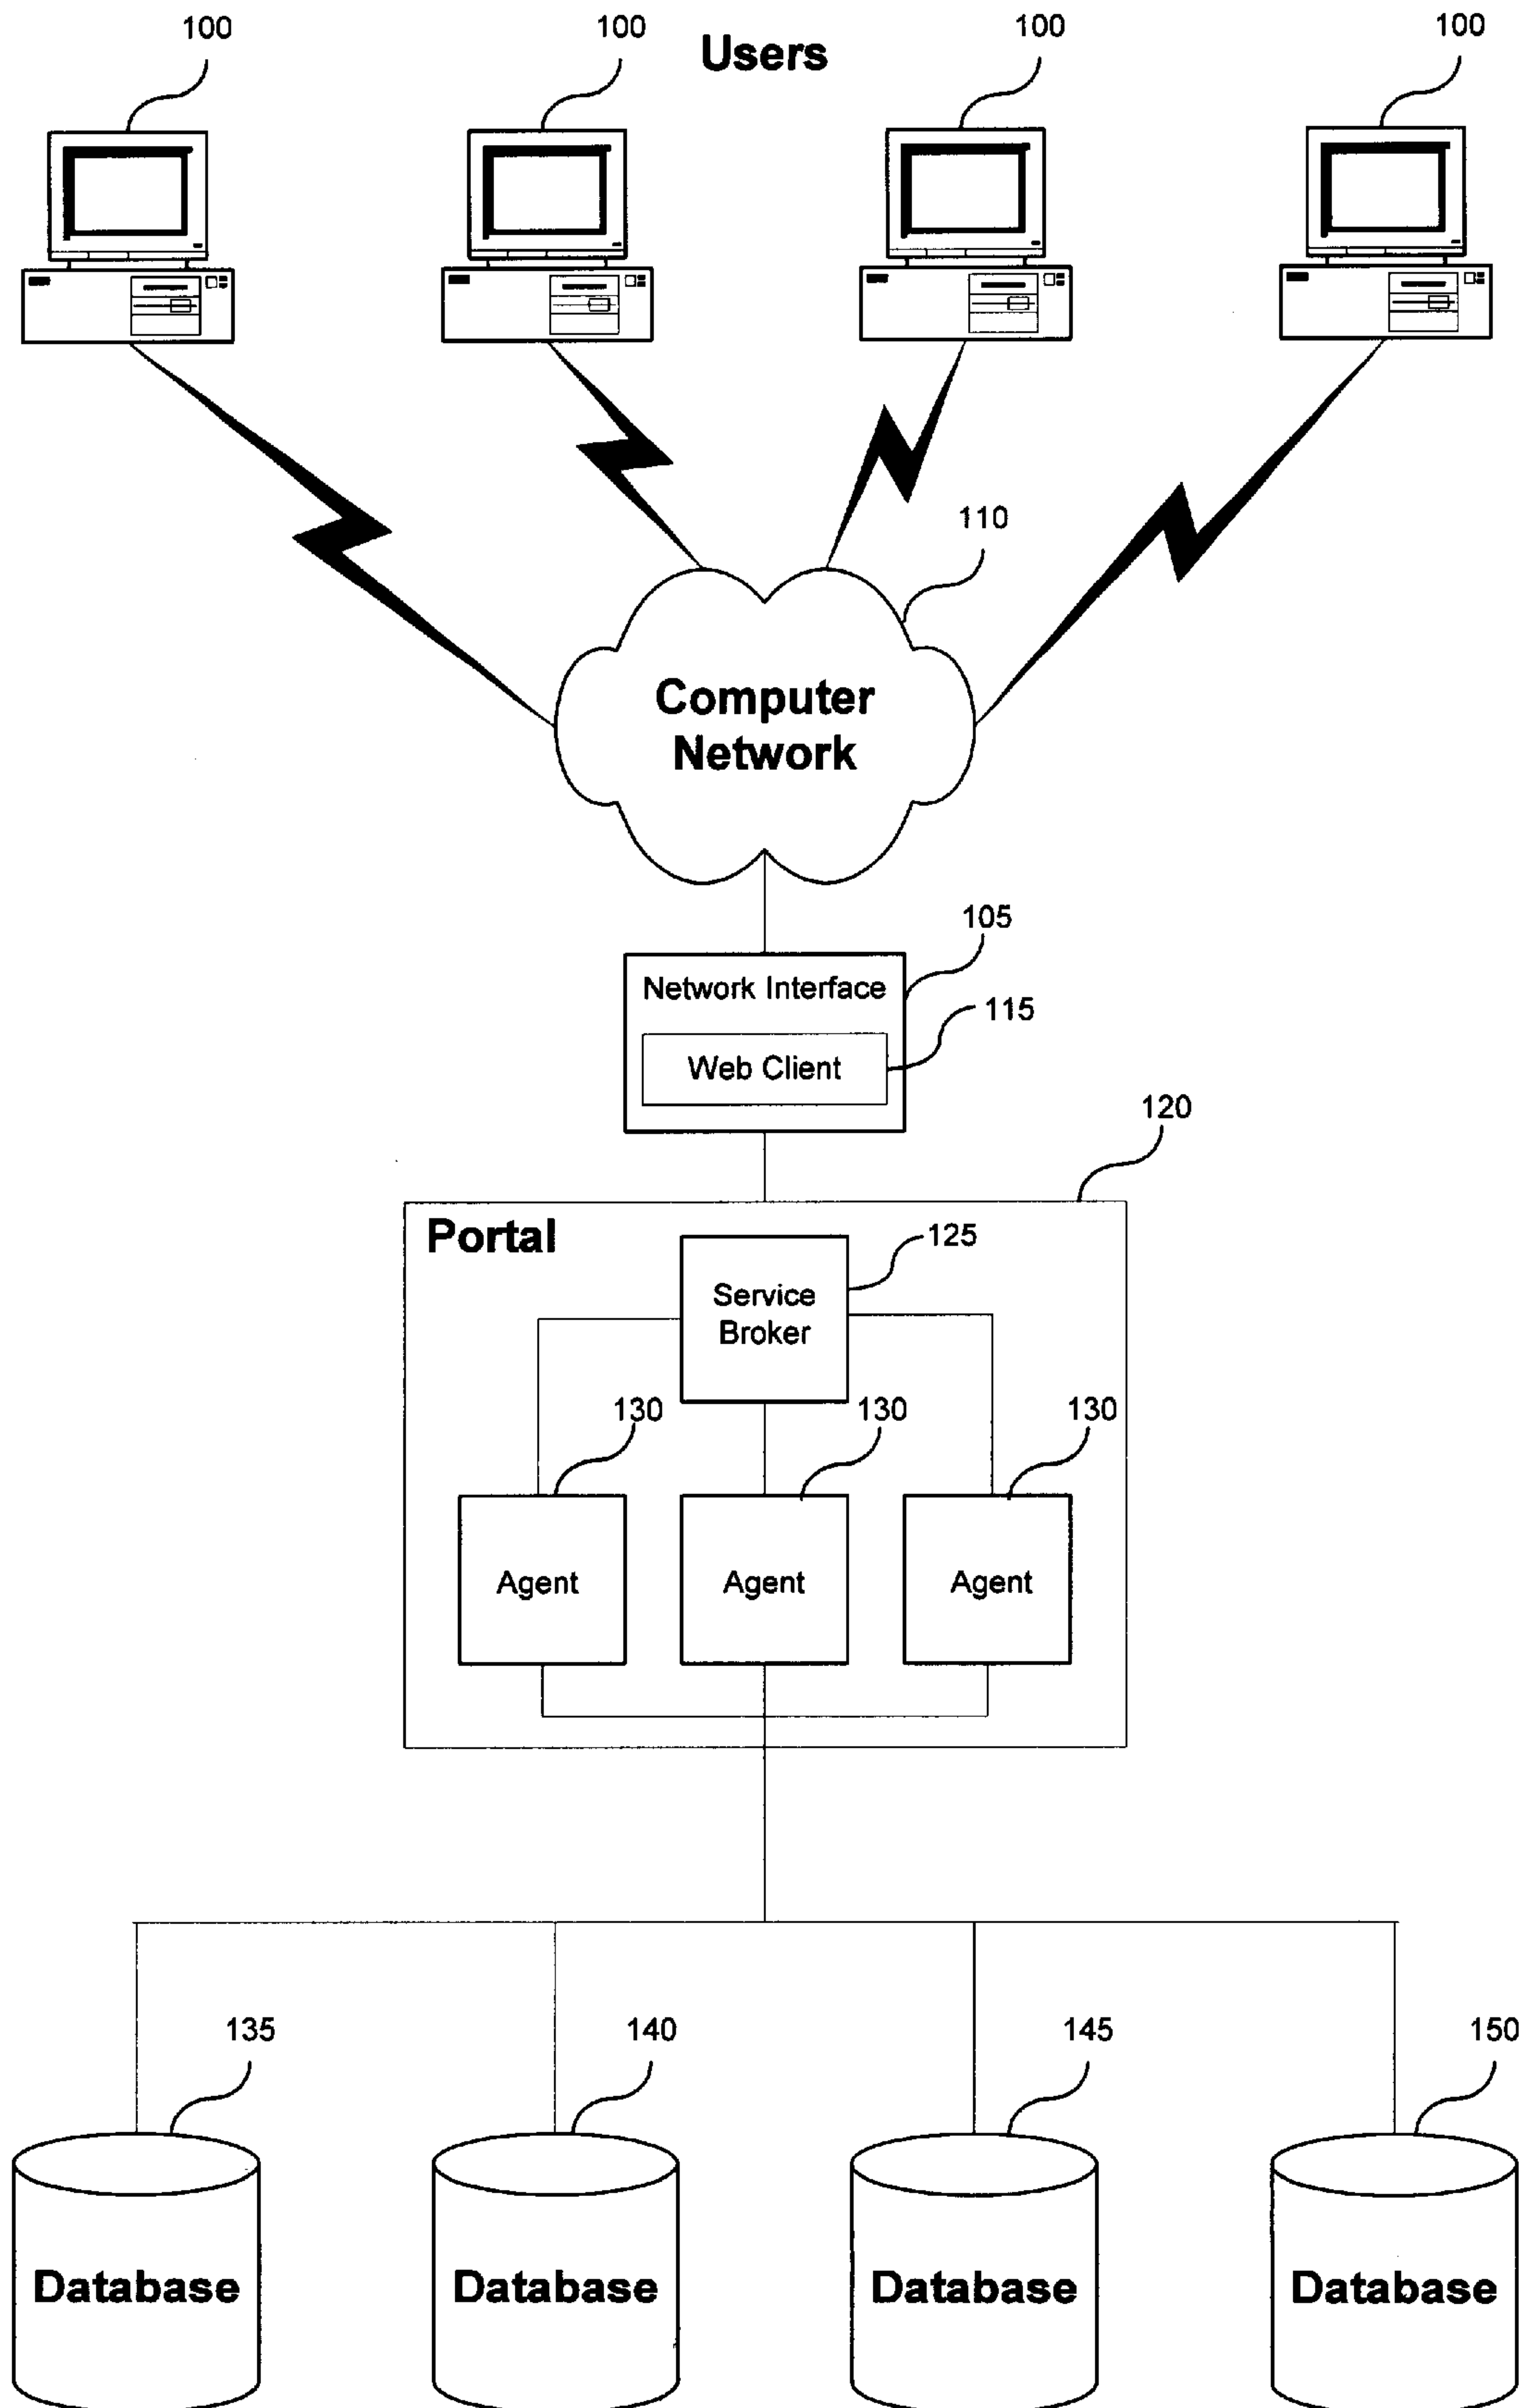 100
100
Users
100
100
110
Computer
Network
105
Network Interface
115
Web Client
120
Portal
125
Service
Broker
130
130
130
Agent
Agent
Agent
135
140
145
150
Database
Database
Database
Database